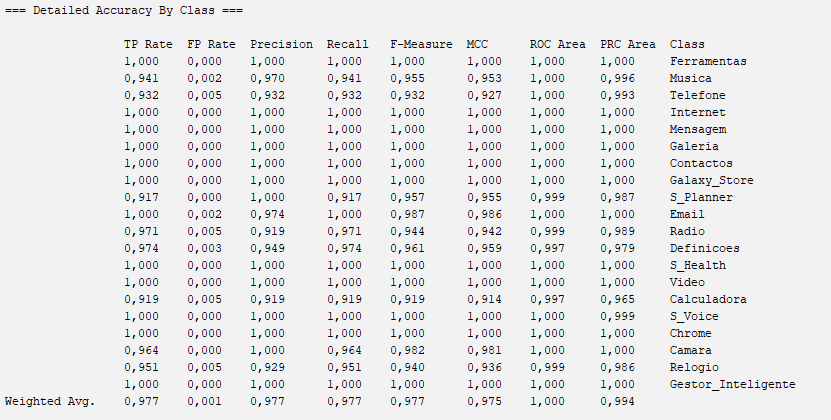 === Detailed Accuracy By Class ===
TP Rate FP Rate Precision Recall F-Measure MCC ROC Area PRC Area Class
1,000 0,000 1,000 1,000 1,000 1,000 1,000 1,000 Ferramentas
0,941 0,002 0,970 0,941 0,955 0,953 1,000 0,996 Musica
0,932 0,005 0,932 0,932 0,932 0,927 1,000 0,993 Telefone
1,000 0,000 1,000 1,000 1,000 1,000 1,000 1,000 Internet
1,000 0,000 1,000 1,000 1,000 1,000 1,000 1,000 Mensagem
1,000 0,000 1,000 1,000 1,000 1,000 1,000 1,000 Galeria
1,000 0,000 1,000 1,000 1,000 1,000 1,000 1,000 Contactos
1,000 0,000 1,000 1,000 1,000 1,000 1,000 1,000 Galaxy_Store
0,917 0,000 1,000 0,917 0,957 0,955 0,999 0,987 S_Planner
1,000 0,002 0,974 1,000 0,987 0,986 1,000 1,000 Email
0,971 0,005 0,919 0,971 0,944 0,942 0,999 0,989 Radio
0,974 0,003 0,949 0,974 0,961 0,959 0,997 0,979 Definicoes
1,000 0,000 1,000 1,000 1,000 1,000 1,000 1,000 S_Health
1,000 0,000 1,000 1,000 1,000 1,000 1,000 1,000 Video
0,919 0,005 0,919 0,919 0,919 0,914 0,997 0,965 Calculadora
1,000 0,000 1,000 1,000 1,000 1,000 1,000 0,999 S_Voice
1,000 0,000 1,000 1,000 1,000 1,000 1,000 1,000 Chrome
0,964 0,000 1,000 0,964 0,982 0,981 1,000 1,000 Camara
0,951 0,005 0,929 0,951 0,940 0,936 0,999 0,986 Relogio
1,000 0,000 1,000 1,000 1,000 1,000 1,000 1,000 Gestor_Inteligente
Weighted Avg. 0,977 0,001 0,977 0,977 0,977 0,975 1,000 0,994